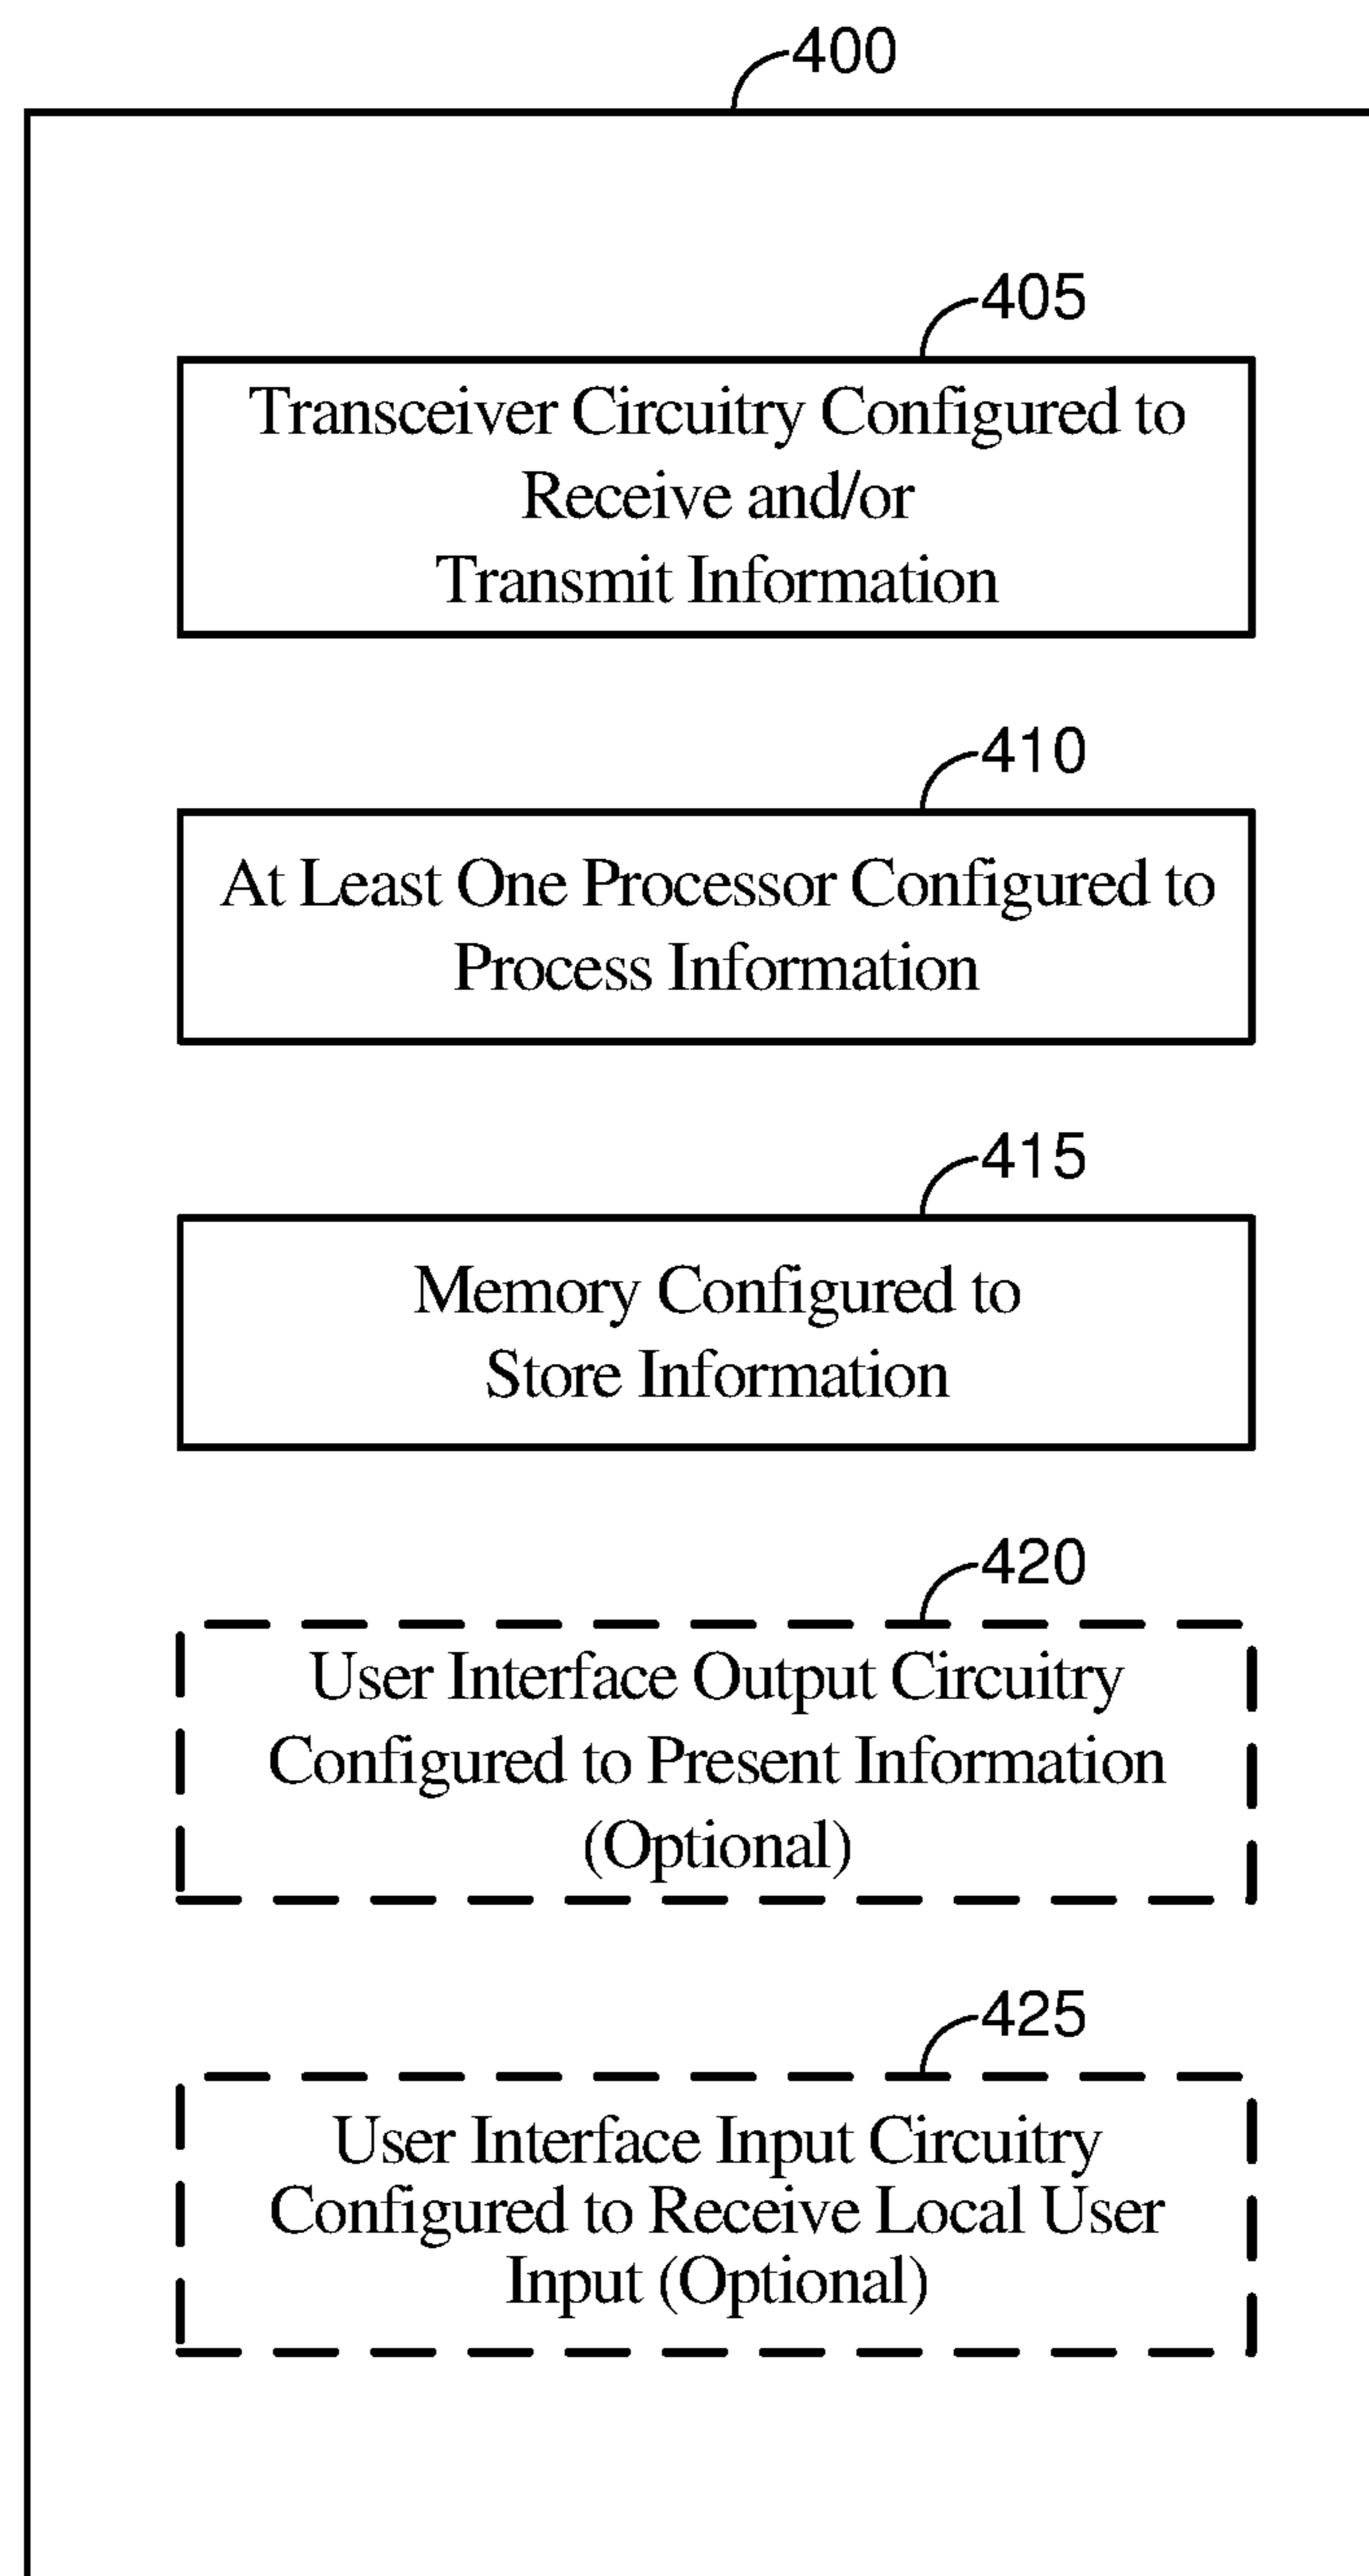 400
405
Transceiver Circuitry Configured to
Receive and/or
Transmit Information
410
At Least One Processor Configured to
Process Information
415
Memory Configured to
Store Information
420
User Interface Output Circuitry
Configured to Present Information
(Optional)
425
User Interface Input Circuitry
Configured to Receive Local User
Input (Optional)